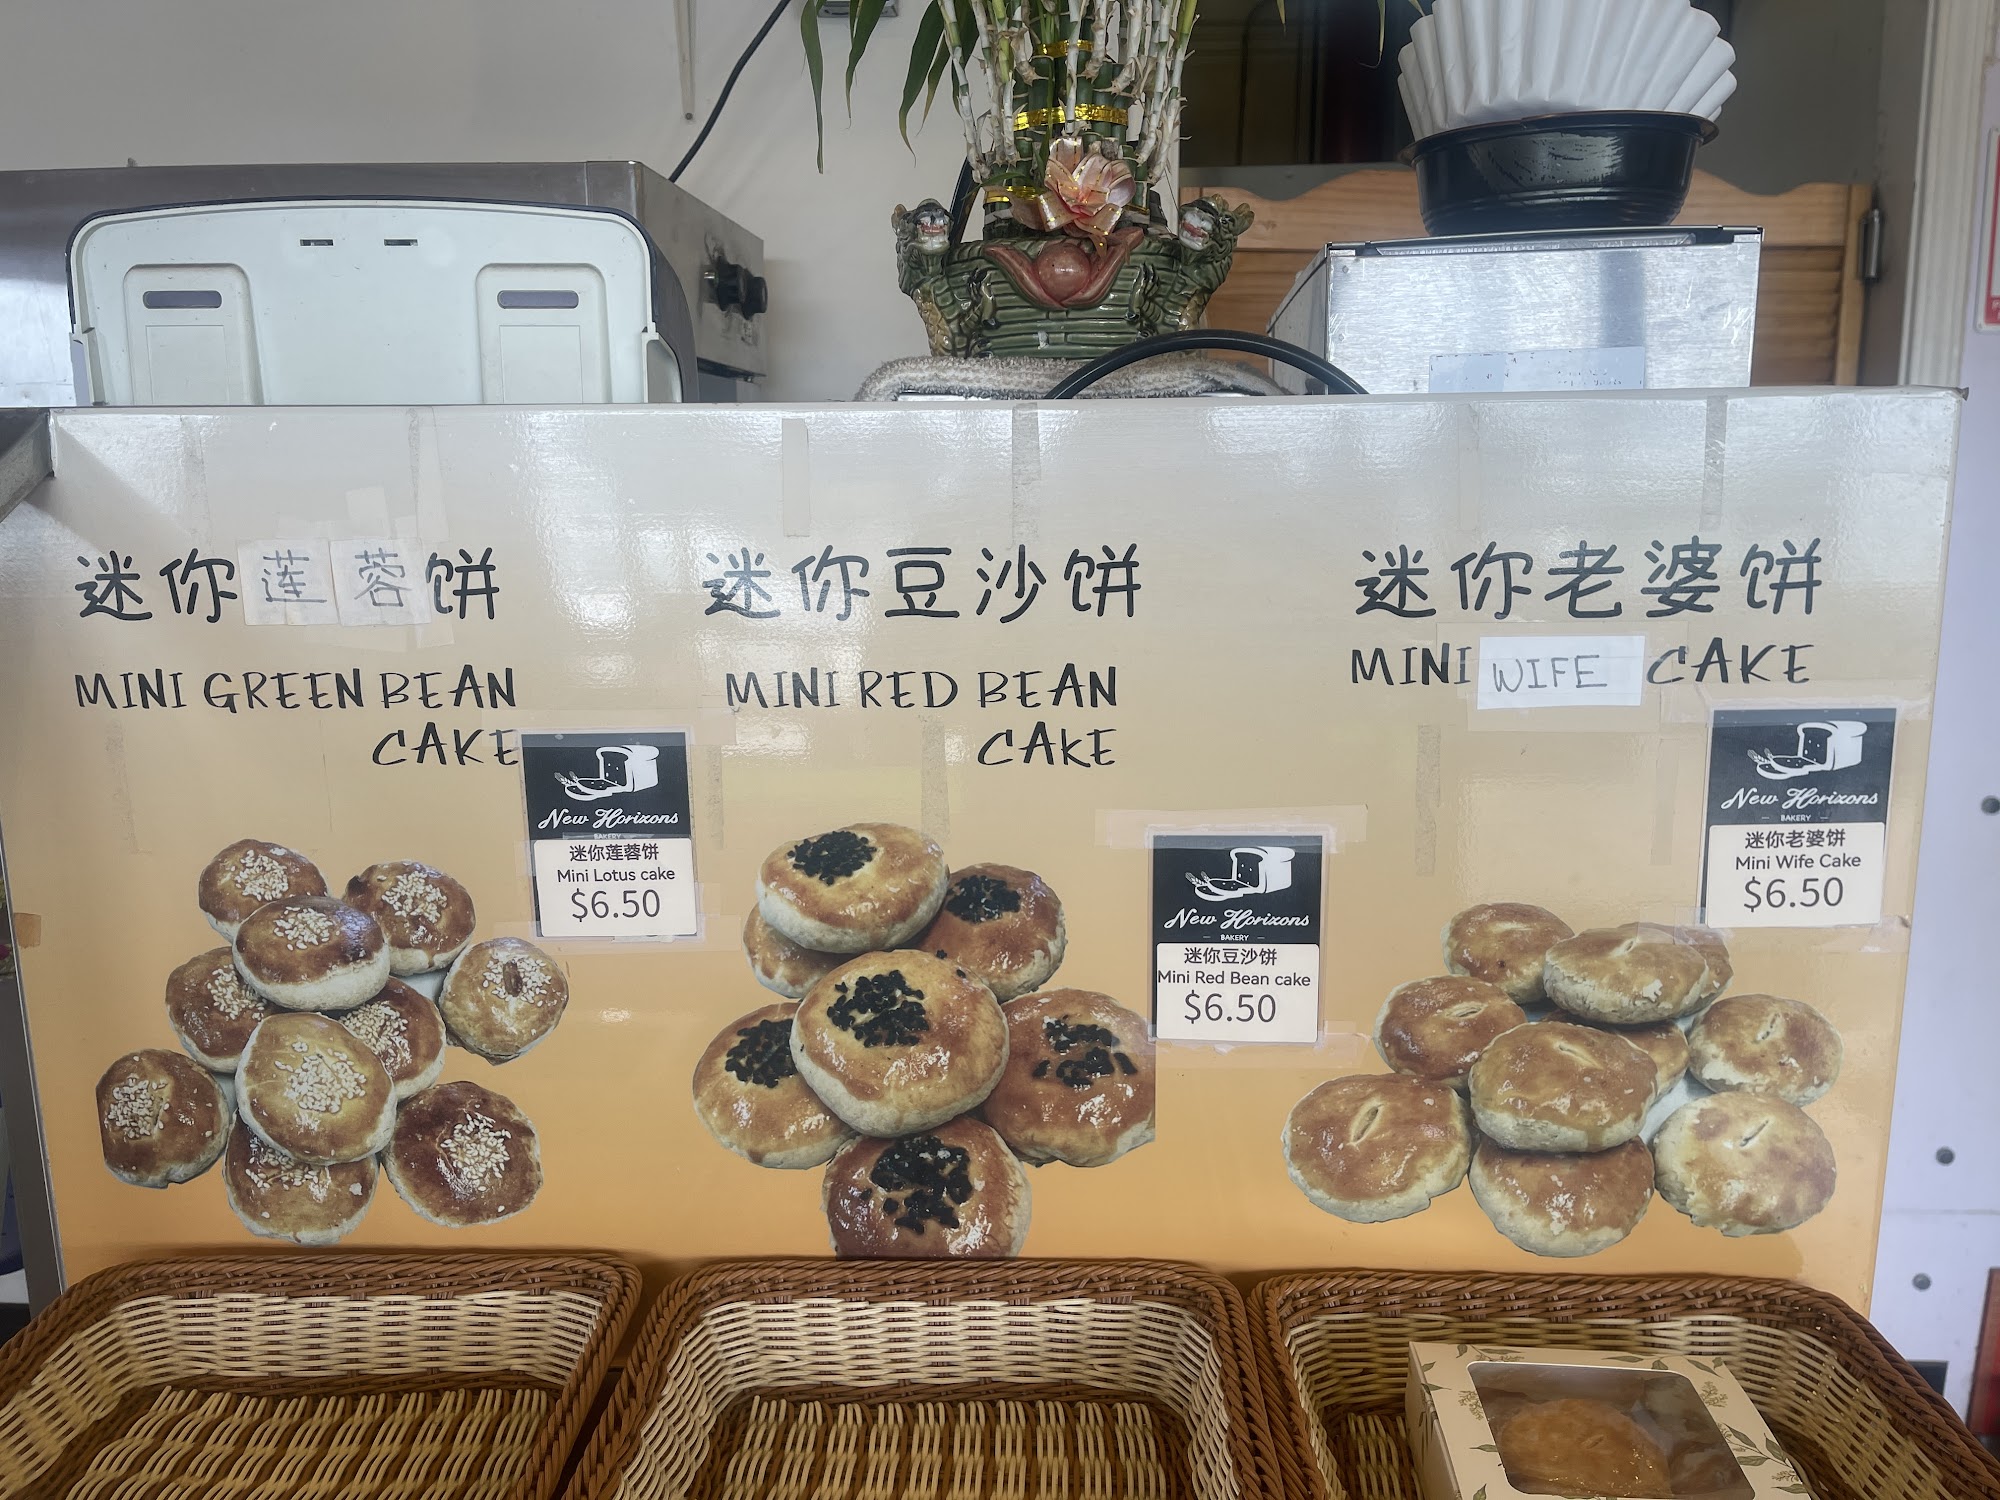 迷你莲蓉饼
MINI GREEN BEAN
CAKE
New Horizons
BAKERY
迷你莲蓉饼
Mini Lotus cake
$6.50
迷你豆沙饼
MINI RED BEAN
CAKE
New Horizons
BAKERY
迷你豆沙饼
Mini Red Bean cake
$6.50
迷你老婆饼
MINI WIFE CAKE
New Horizons
BAKERY
迷你老婆饼
Mini Wife Cake
$6.50